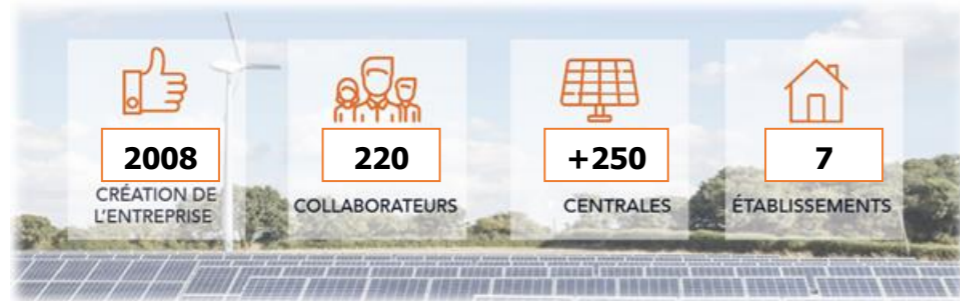 2008
CRÉATION DE
L'ENTREPRISE
220
COLLABORATEURS
+250
CENTRALES
7
ÉTABLISSEMENTS